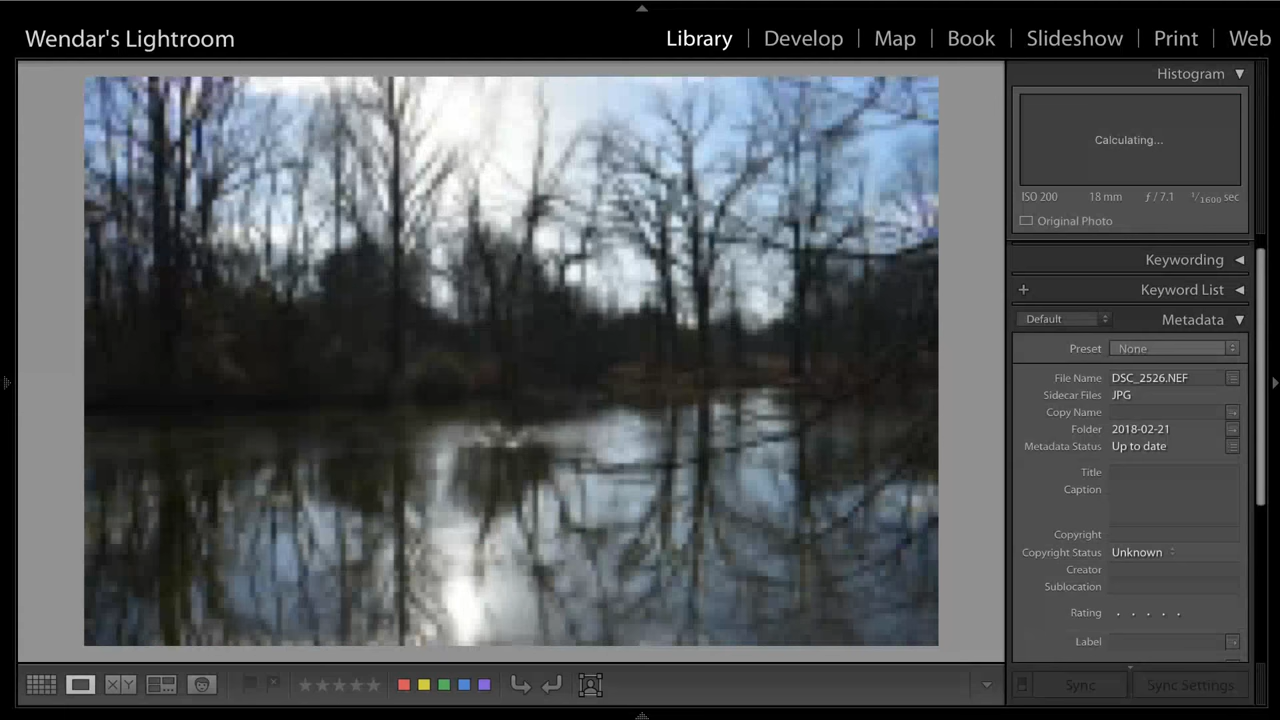 Wendar's Lightroom
Library | Develop | Map | Book | Slideshow | Print | Web
Histogram
Calculating...
ISO 200 18 mm ƒ / 7.1 1/1600 sec
Original Photo
Keywording
+ Keyword List
Default Metadata
Preset None
File Name DSC_2526.NEF
Sidecar Files JPG
Copy Name
Folder 2018-02-21
Metadata Status Up to date
Title
Caption
Copyright
Copyright Status Unknown
Creator
Sublocation
Rating . . . . .
Label
X Y
Sync Sync Settings